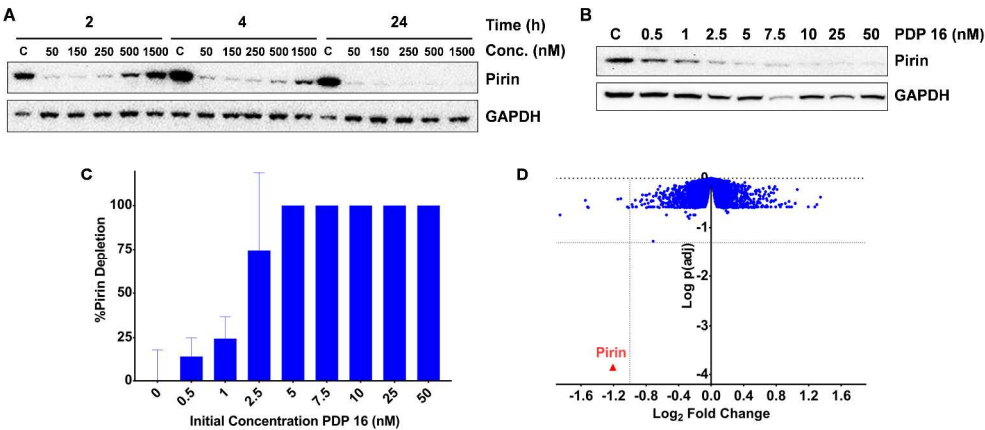 A
2 4 24 Time (h)
C 50 150 250 500 1500 C 50 150 250 500 1500 C 50 150 250 500 1500 Conc. (nM)
Pirin
GAPDH
B
C 0.5 1 2.5 5 7.5 10 25 50 PDP 16 (nM)
Pirin
GAPDH
C
%Pirin Depletion
100
75
50
25
0
0 0.5 1 2.5 5 7.5 10 25 50
Initial Concentration PDP 16 (nM)
D
0
-1
-2
-3
-4
Log p(adj)
Pirin
-1.6 -1.2 -0.8 -0.4 0.0 0.4 0.8 1.2 1.6
Log2 Fold Change